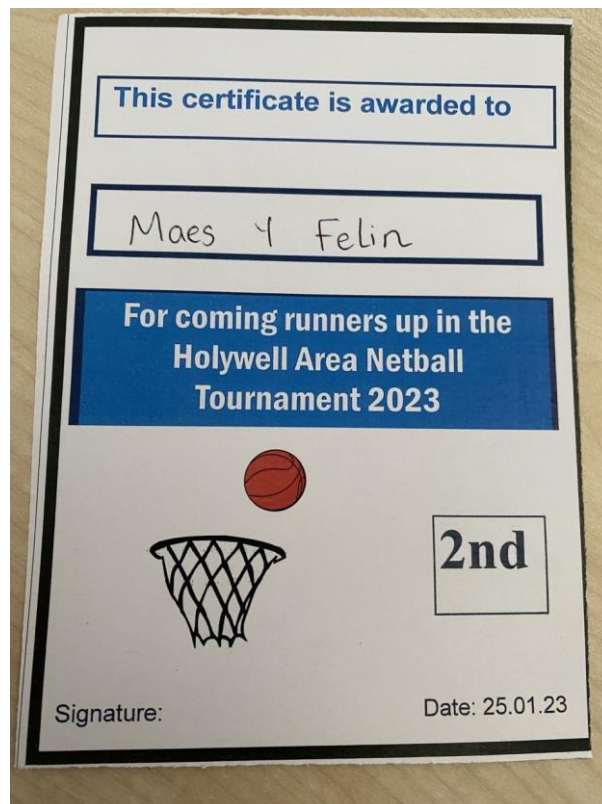 This certificate is awarded to
Maes Y Felin
For coming runners up in the
Holywell Area Netball
Tournament 2023
2nd
Signature:
Date: 25.01.23